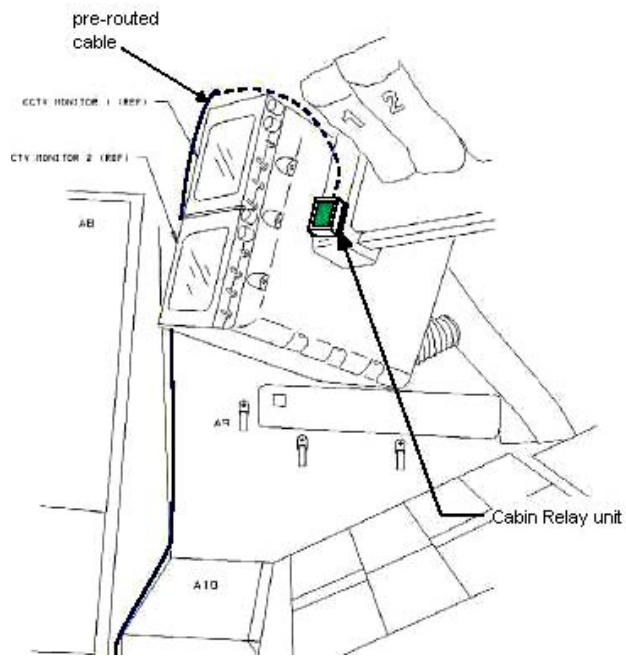 pre-routed
cable
CCTV MONITOR 1 (REF)
CTV MONITOR 2 (REF)
1
2
A8
A9
A10
Cabin Relay unit